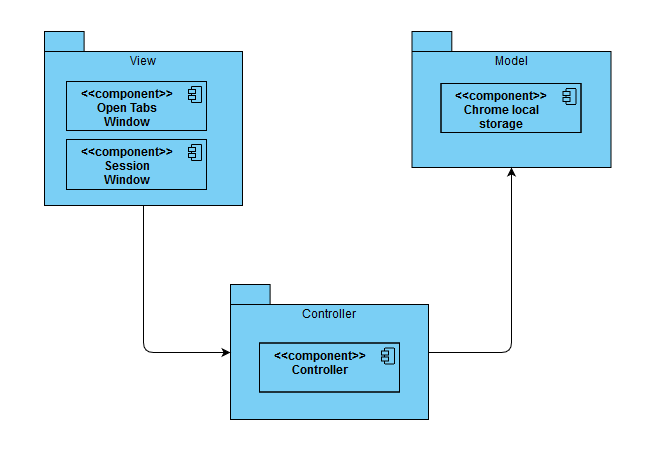 View
<<component>>
Open Tabs
Window
<<component>>
Session
Window
Model
<<component>>
Chrome local
storage
Controller
<<component>>
Controller